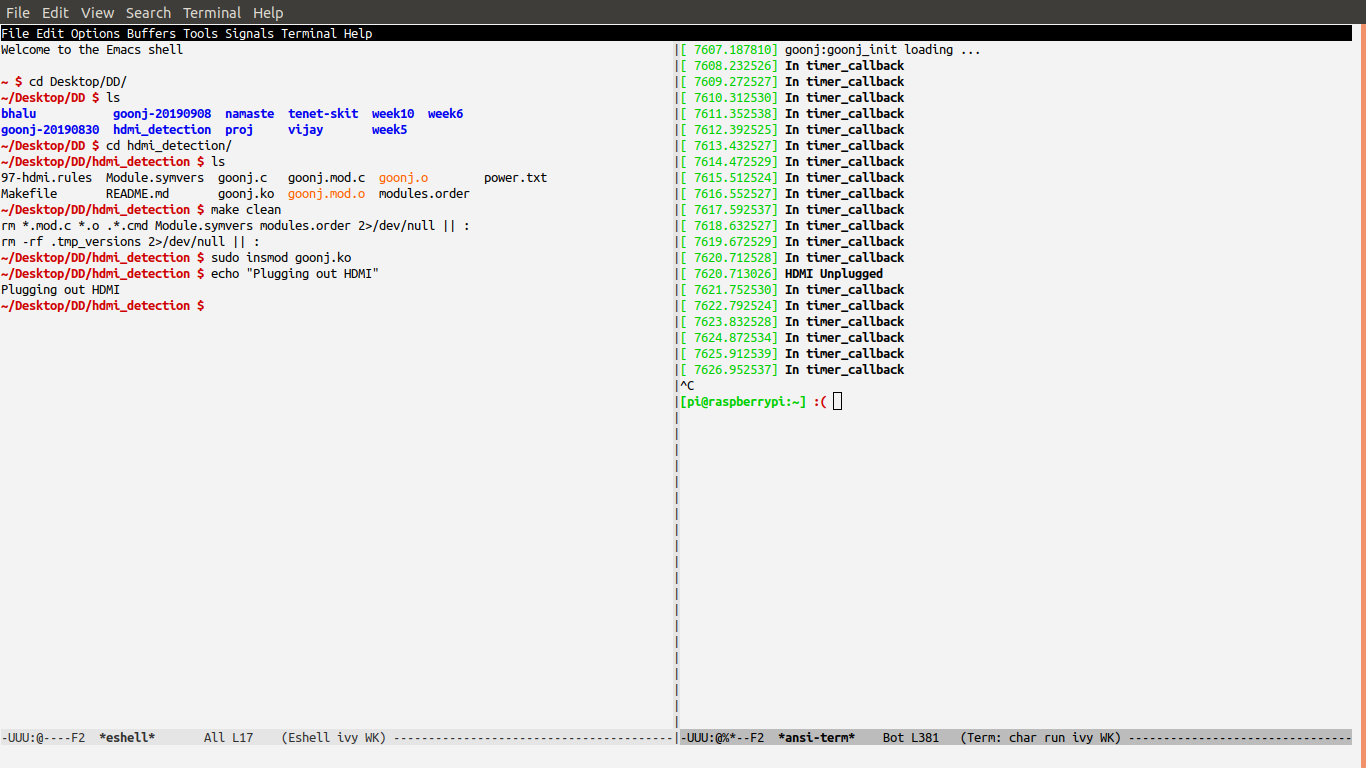 File Edit View Search Terminal Help
File Edit Options Buffers Tools Signals Terminal Help
Welcome to the Emacs shell
~ $ cd Desktop/DD/
~/Desktop/DD $ ls
bhalu goonj-20190908 namaste tenet-skit week10 week6
goonj-20190830 hdmi_detection proj vijay week5
~/Desktop/DD $ cd hdmi_detection/
~/Desktop/DD/hdmi_detection $ ls
97-hdmi.rules Module.symvers goonj.c goonj.mod.c goonj.o power.txt
Makefile README.md goonj.ko goonj.mod.o modules.order
~/Desktop/DD/hdmi_detection $ make clean
rm *.mod.c *.o .*.cmd Module.symvers modules.order 2>/dev/null || :
rm -rf .tmp_versions 2>/dev/null || :
~/Desktop/DD/hdmi_detection $ sudo insmod goonj.ko
~/Desktop/DD/hdmi_detection $ echo "Plugging out HDMI"
Plugging out HDMI
~/Desktop/DD/hdmi_detection $
-UUU:@----F2 *eshell* All L17 (Eshell ivy WK) ----------------------------------------
[ 7607.187810] goonj:goonj_init loading ...
[ 7608.232526] In timer_callback
[ 7609.272527] In timer_callback
[ 7610.312530] In timer_callback
[ 7611.352538] In timer_callback
[ 7612.392525] In timer_callback
[ 7613.432527] In timer_callback
[ 7614.472529] In timer_callback
[ 7615.512524] In timer_callback
[ 7616.552527] In timer_callback
[ 7617.592537] In timer_callback
[ 7618.632527] In timer_callback
[ 7619.672529] In timer_callback
[ 7620.712528] In timer_callback
[ 7620.713026] HDMI Unplugged
[ 7621.752530] In timer_callback
[ 7622.792524] In timer_callback
[ 7623.832528] In timer_callback
[ 7624.872534] In timer_callback
[ 7625.912539] In timer_callback
[ 7626.952537] In timer_callback
^C
[pi@raspberrypi:~] :(
-UUU:@%*--F2 *ansi-term* Bot L381 (Term: char run ivy WK) --------------------------------